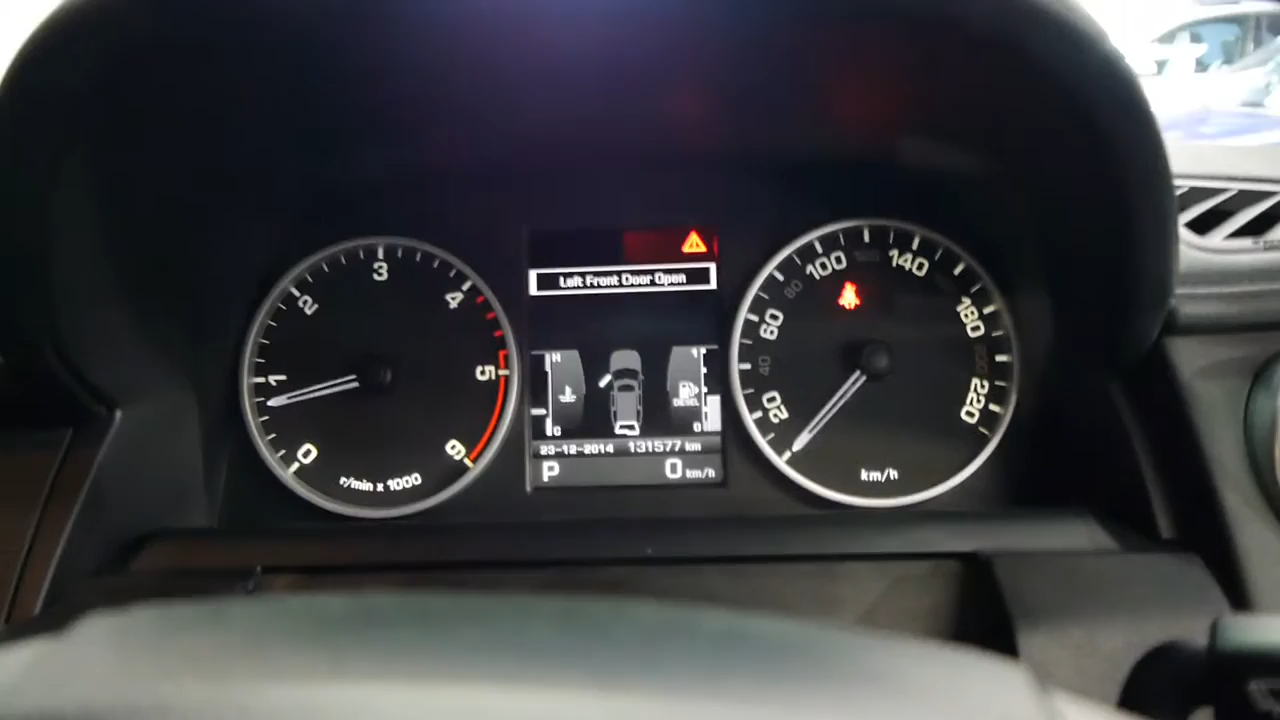 Left Front Door Open
0
1
2
3
4
5
6
r/min x 1000
H
C
1
0
DIESEL
23-12-2014 131577 km
P 0 km/h
20
40
60
80
100
140
180
220
km/h